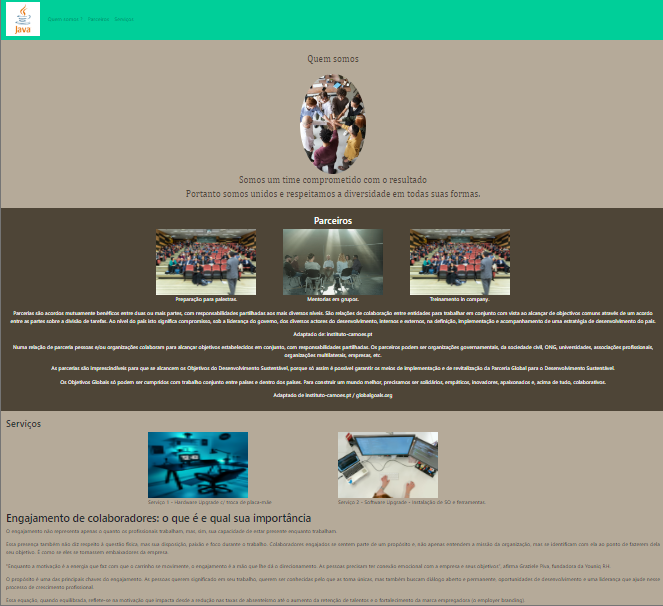 Java
Quem somos Parceiros Serviços
Quem somos
Somos um time comprometido com o resultado
Portanto somos unidos e respeitamos a diversidade em todas suas formas.
Parceiros
Preparação para palestras.
Mentorias em grupos.
Treinamento in company.
Parcerias são acordos mutuamente benéficos entre duas ou mais partes, com responsabilidades partilhadas aos mais diversos níveis. São relações de colaboração entre entidades para trabalhar em conjunto com vista ao alcançar de objectivos comuns através de um acordo
entre as partes sobre a divisão de tarefas. Ao nível do país isto significa compromisso, sob a liderança do governo, dos diversos actores do desenvolvimento, internos e externos, na definição, implementação e acompanhamento de uma estratégia de desenvolvimento do país.
Adaptado de: instituto-camoes.pt
Numa relação de parceria pessoas e/ou organizações colaboram para alcançar objetivos estabelecidos em conjunto, com responsabilidades partilhadas. Os parceiros podem ser organizações governamentais, da sociedade civil, ONG, universidades, associações profissionais,
organizações multilaterais, empresas, etc.
As parcerias são imprescindíveis para que se alcancem os Objetivos do Desenvolvimento Sustentável, porque só assim é possível garantir os meios de implementação e de revitalização da Parceria Global para o Desenvolvimento Sustentável.
Os Objetivos Globais só podem ser cumpridos com trabalho conjunto entre países e dentro dos países. Para construir um mundo melhor, precisamos ser solidários, empáticos, inovadores, apaixonados e, acima de tudo, colaborativos.
Adaptado de instituto-camoes.pt / globalgoals.org
Serviços
Serviço 1 – Hardware Upgrade c/ troca de placa-mãe
Serviço 2 – Software Upgrade – Instalação de SO e ferramentas.
Engajamento de colaboradores: o que é e qual sua importância
O engajamento não representa apenas o quanto os profissionais trabalham, mas, sim, sua capacidade de estar presente enquanto trabalham.
Essa presença também não diz respeito a questão física, mas sua disposição, paixão e foco durante o trabalho. Colaboradores engajados se sentem parte de um propósito e, não apenas entendem a missão da organização, mas se identificam com ela ao ponto de fazerem dela
seu objetivo. É como se eles se tornassem embaixadores da empresa.
"Enquanto a motivação é a energia que faz com que o carrinho se movimente, o engajamento é a mão que lhe dá o direcionamento. As pessoas precisam ter conexão emocional com a empresa e seus objetivos", afirma Grazielle Piva, fundadora da Youma, RH.
O propósito é uma das principais chaves do engajamento. As pessoas querem significado em seu trabalho, querem ser conhecidas pelo que as torna únicas, mas também buscam diálogo aberto e permanente, oportunidades de desenvolvimento e uma liderança que ajude nesse
processo de crescimento profissional.
Essa equação, quando equilibrada, reflete-se na motivação que impacta desde a redução nas taxas de absenteísmo até o aumento da retenção de talentos e o fortalecimento da marca empregadora (o employer branding).